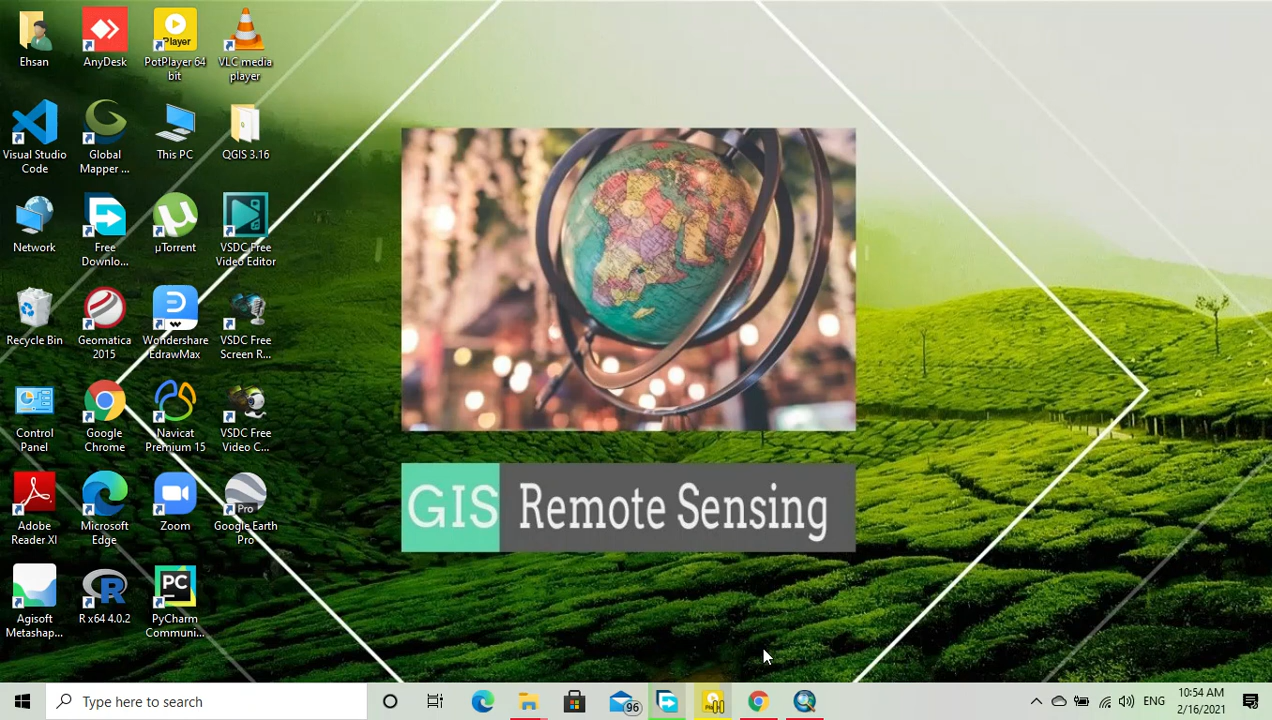 Ehsan
AnyDesk
PotPlayer 64
bit
VLC media
player
Visual Studio
Code
Global
Mapper ...
This PC
QGIS 3.16
Network
Free
Downlo...
µTorrent
VSDC Free
Video Editor
Recycle Bin
Geomatica
2015
Wondershare
EdrawMax
VSDC Free
Screen R...
Control
Panel
Google
Chrome
Navicat
Premium 15
VSDC Free
Video C...
Adobe
Reader XI
Microsoft
Edge
Zoom
Pro
Google Earth
Pro
Agisoft
Metashap...
R x64 4.0.2
PC
PyCharm
Communi...
Player
GIS Remote Sensing
Type here to search
96
ENG
10:54 AM
2/16/2021